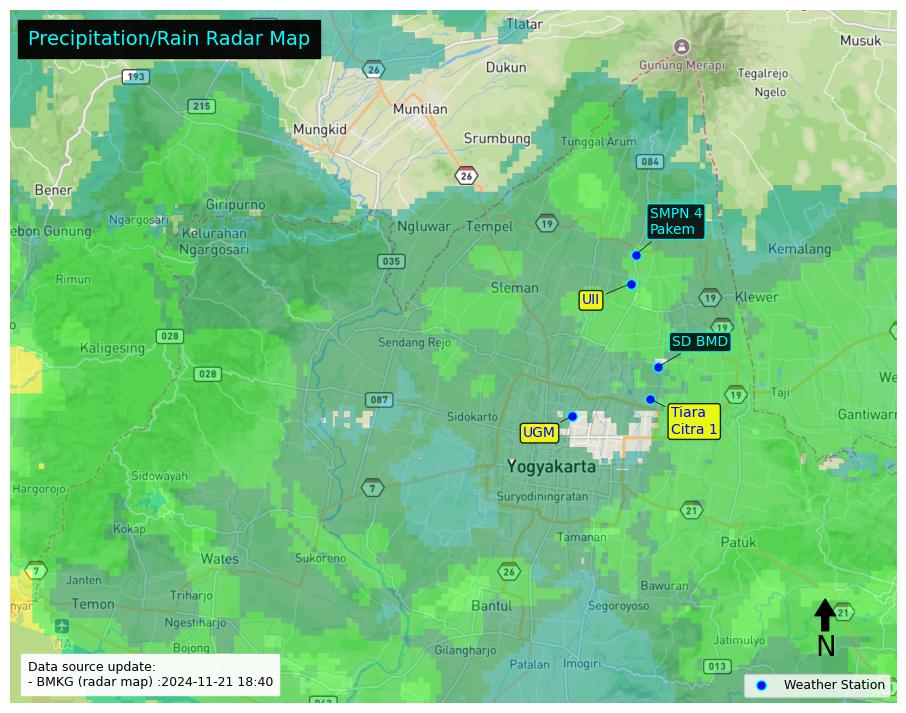 Precipitation/Rain Radar Map
Tlatar
Musuk
26
193
Dukun
Gunung Merapi
Tegalrejo
Ngelo
215
Muntilan
Mungkid
Srumbung
Tunggal Arum
084
26
Bener
Giripurno
SMPN 4
Pakem
Ngargosari
ebon Gunung
Kelurahan
Ngargosari
Ngluwar
Tempel
19
Kemalang
035
Rimun
Sleman
UII
19
Klewer
19
028
Kaligesing
Sendang Rejo
SD BMD
028
We
087
Taji
19
Sidokarto
Tiara
Citra 1
Gantiwar
UGM
Yogyakarta
Sidowayah
Hargorojo
7
Suryodiningratan
21
Kokap
Tamanan
Patuk
Wates
Sukoreno
7
26
Janten
Bawuran
nyar
Temon
Triharjo
Bantul
Segoroyoso
21
Ngestiharjo
YIA
Jatimulyo
N
Bojong
Gilangharjo
Patalan
Imogiri
013
Data source update:
- BMKG (radar map) :2024-11-21 18:40
Weather Station